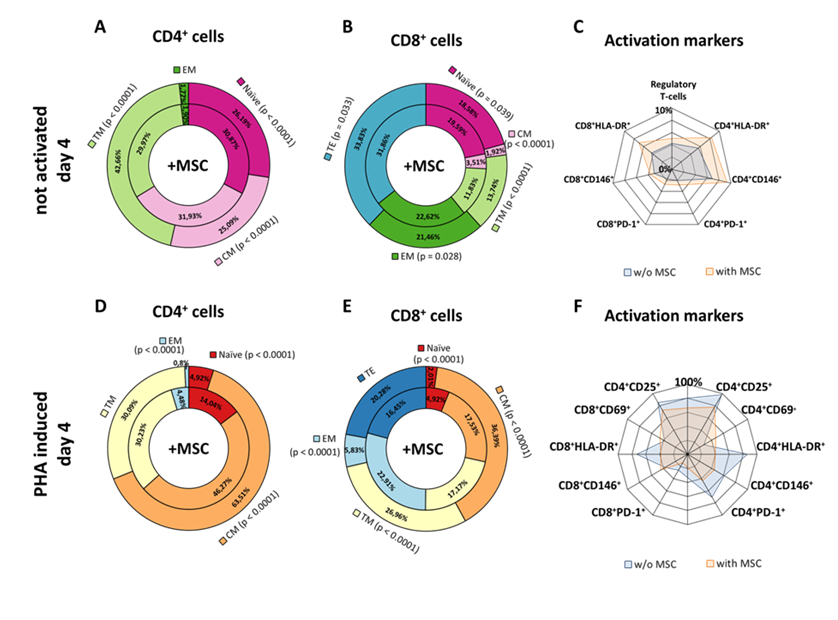 A
CD4⁺ cells
B
CD8⁺ cells
C
Activation markers
not activated
day 4
EM
Naïve (p < 0.0001)
TM (p < 0.0001)
CM (p < 0.0001)
26,19%
30,87%
25,09%
31,93%
42,66%
29,97%
+MSC
Naïve (p = 0.039)
CM
(p < 0.0001)
TM (p < 0.0001)
EM (p = 0.028)
TE (p = 0.033)
18,58%
19,59%
1,92%
3,51%
13,74%
11,83%
22,62%
21,46%
33,83%
31,86%
+MSC
Regulatory
T-cells
10%
0%
CD8⁺HLA-DR⁺
CD4⁺HLA-DR⁺
CD8⁺CD146⁺
CD4⁺CD146⁺
CD8⁺PD-1⁺
CD4⁺PD-1⁺
w/o MSC
with MSC
D
CD4⁺ cells
E
CD8⁺ cells
F
Activation markers
PHA induced
day 4
EM
(p < 0.0001)
Naïve (p < 0.0001)
TM
CM (p < 0.0001)
0,8%
4,92%
4,48%
14,04%
30,09%
30,23%
46,27%
63,51%
+MSC
Naïve
(p < 0.0001)
TE
CM (p < 0.0001)
EM
(p < 0.0001)
TM (p < 0.0001)
4,92%
20,28%
16,45%
36,39%
17,53%
5,83%
22,91%
17,17%
26,96%
+MSC
100%
CD4⁺CD25⁺
CD4⁺CD25⁺
CD8⁺CD69⁺
CD4⁺CD69⁺
CD8⁺HLA-DR⁺
CD4⁺HLA-DR⁺
CD8⁺CD146⁺
CD4⁺CD146⁺
CD8⁺PD-1⁺
CD4⁺PD-1⁺
w/o MSC
with MSC